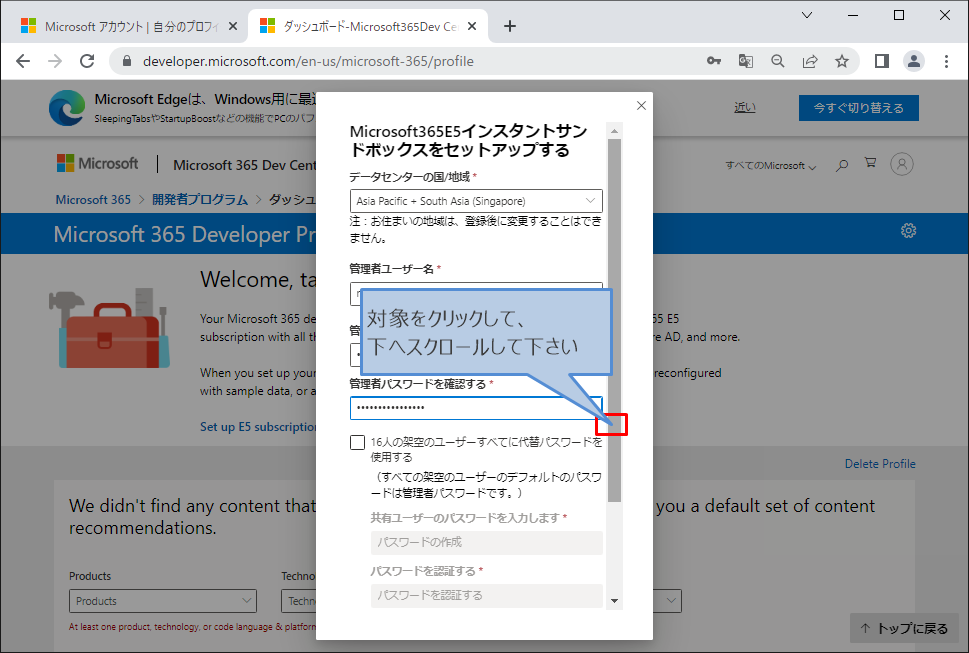 Microsoft アカウント | 自分のプロフィ
ダッシュボード-Microsoft365Dev Ce
developer.microsoft.com/en-us/microsoft-365/profile
Microsoft Edgeは、Windows用に最
SleepingTabsやStartupBoostなどの機能でPCのパフ
近い
今すぐ切り替える
Microsoft
Microsoft 365 Dev Cent
すべてのMicrosoft
Microsoft 365 > 開発者プログラム > ダッシュ
Microsoft 365 Developer Pr
Welcome, ta
Your Microsoft 365 de
65 E5
subscription with all th
re AD, and more.
When you set up your
reconfigured
with sample data, or a
Set up E5 subscription
Delete Profile
We didn't find any content that
you a default set of content
recommendations.
Products
Techno
Products
Techn
At least one product, technology, or code language & platform
↑ トップに戻る
Microsoft365E5インスタントサン
ドボックスをセットアップする
データセンターの国/地域 *
Asia Pacific + South Asia (Singapore)
注：お住まいの地域は、登録後に変更することはでき
ません。
管理者ユーザー名 *
対象をクリックして、
下へスクロールして下さい
管理者パスワードを確認する *
••••••••••••••••
16人の架空のユーザーすべてに代替パスワードを
使用する
（すべての架空のユーザーのデフォルトのパスワ
ードは管理者パスワードです。）
共有ユーザーのパスワードを入力します *
パスワードの作成
パスワードを認証する *
パスワードを認証する